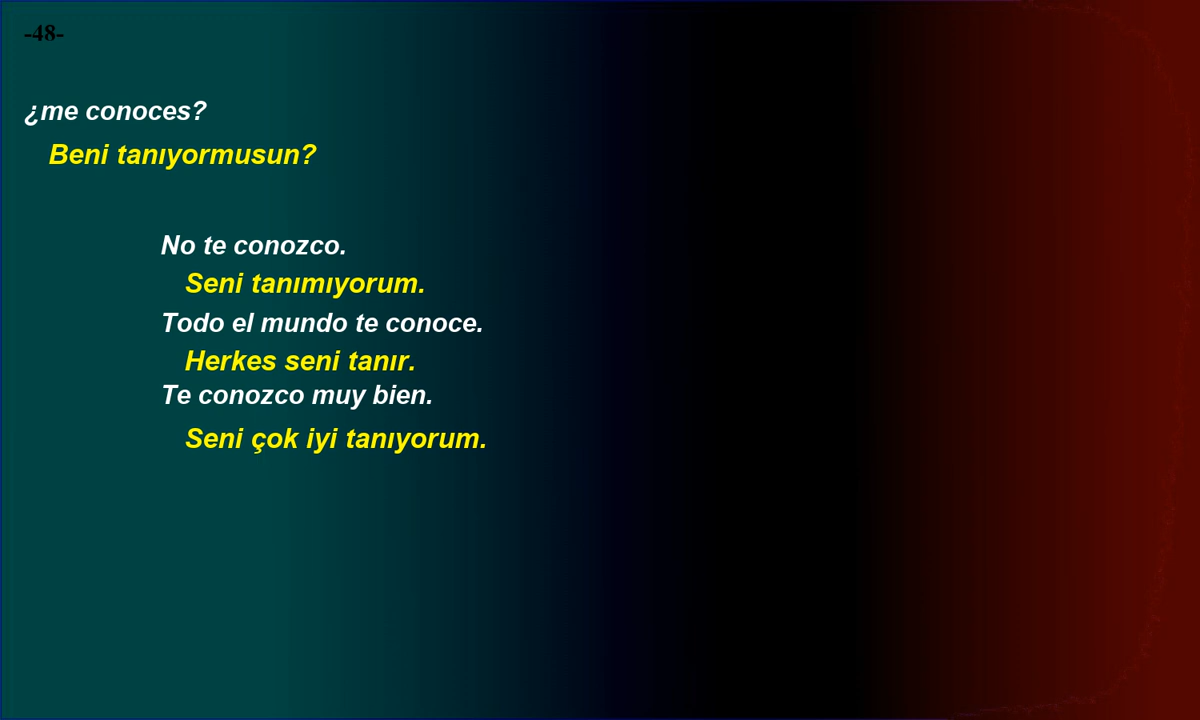 -48-
¿me conoces?
Beni tanıyormusun?
No te conozco.
Seni tanımıyorum.
Todo el mundo te conoce.
Herkes seni tanır.
Te conozco muy bien.
Seni çok iyi tanıyorum.